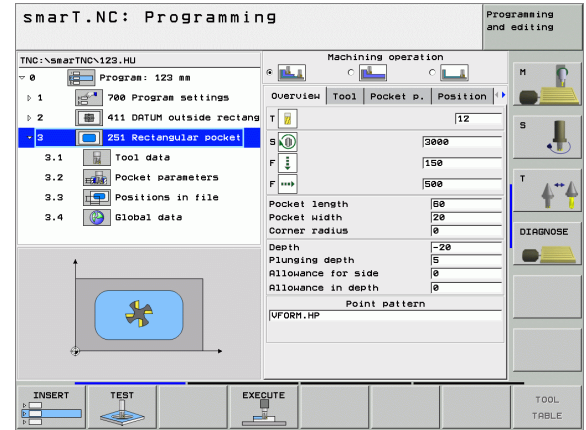 smarT.NC: Programming
Programming
and editing
TNC:\smarTNC\123.HU
0 Program: 123 mm
1 700 Program settings
2 411 DATUM outside rectang
3 251 Rectangular pocket
3.1 Tool data
3.2 Pocket parameters
3.3 Positions in file
3.4 Global data
Machining operation
Overview Tool Pocket p. Position
T 12
S 3000
F 150
F 500
Pocket length 60
Pocket width 20
Corner radius 0
Depth -20
Plunging depth 5
Allowance for side 0
Allowance in depth 0
Point pattern
VFORM.HP
M
S
T
DIAGNOSE
INSERT
TEST
EXECUTE
TOOL
TABLE